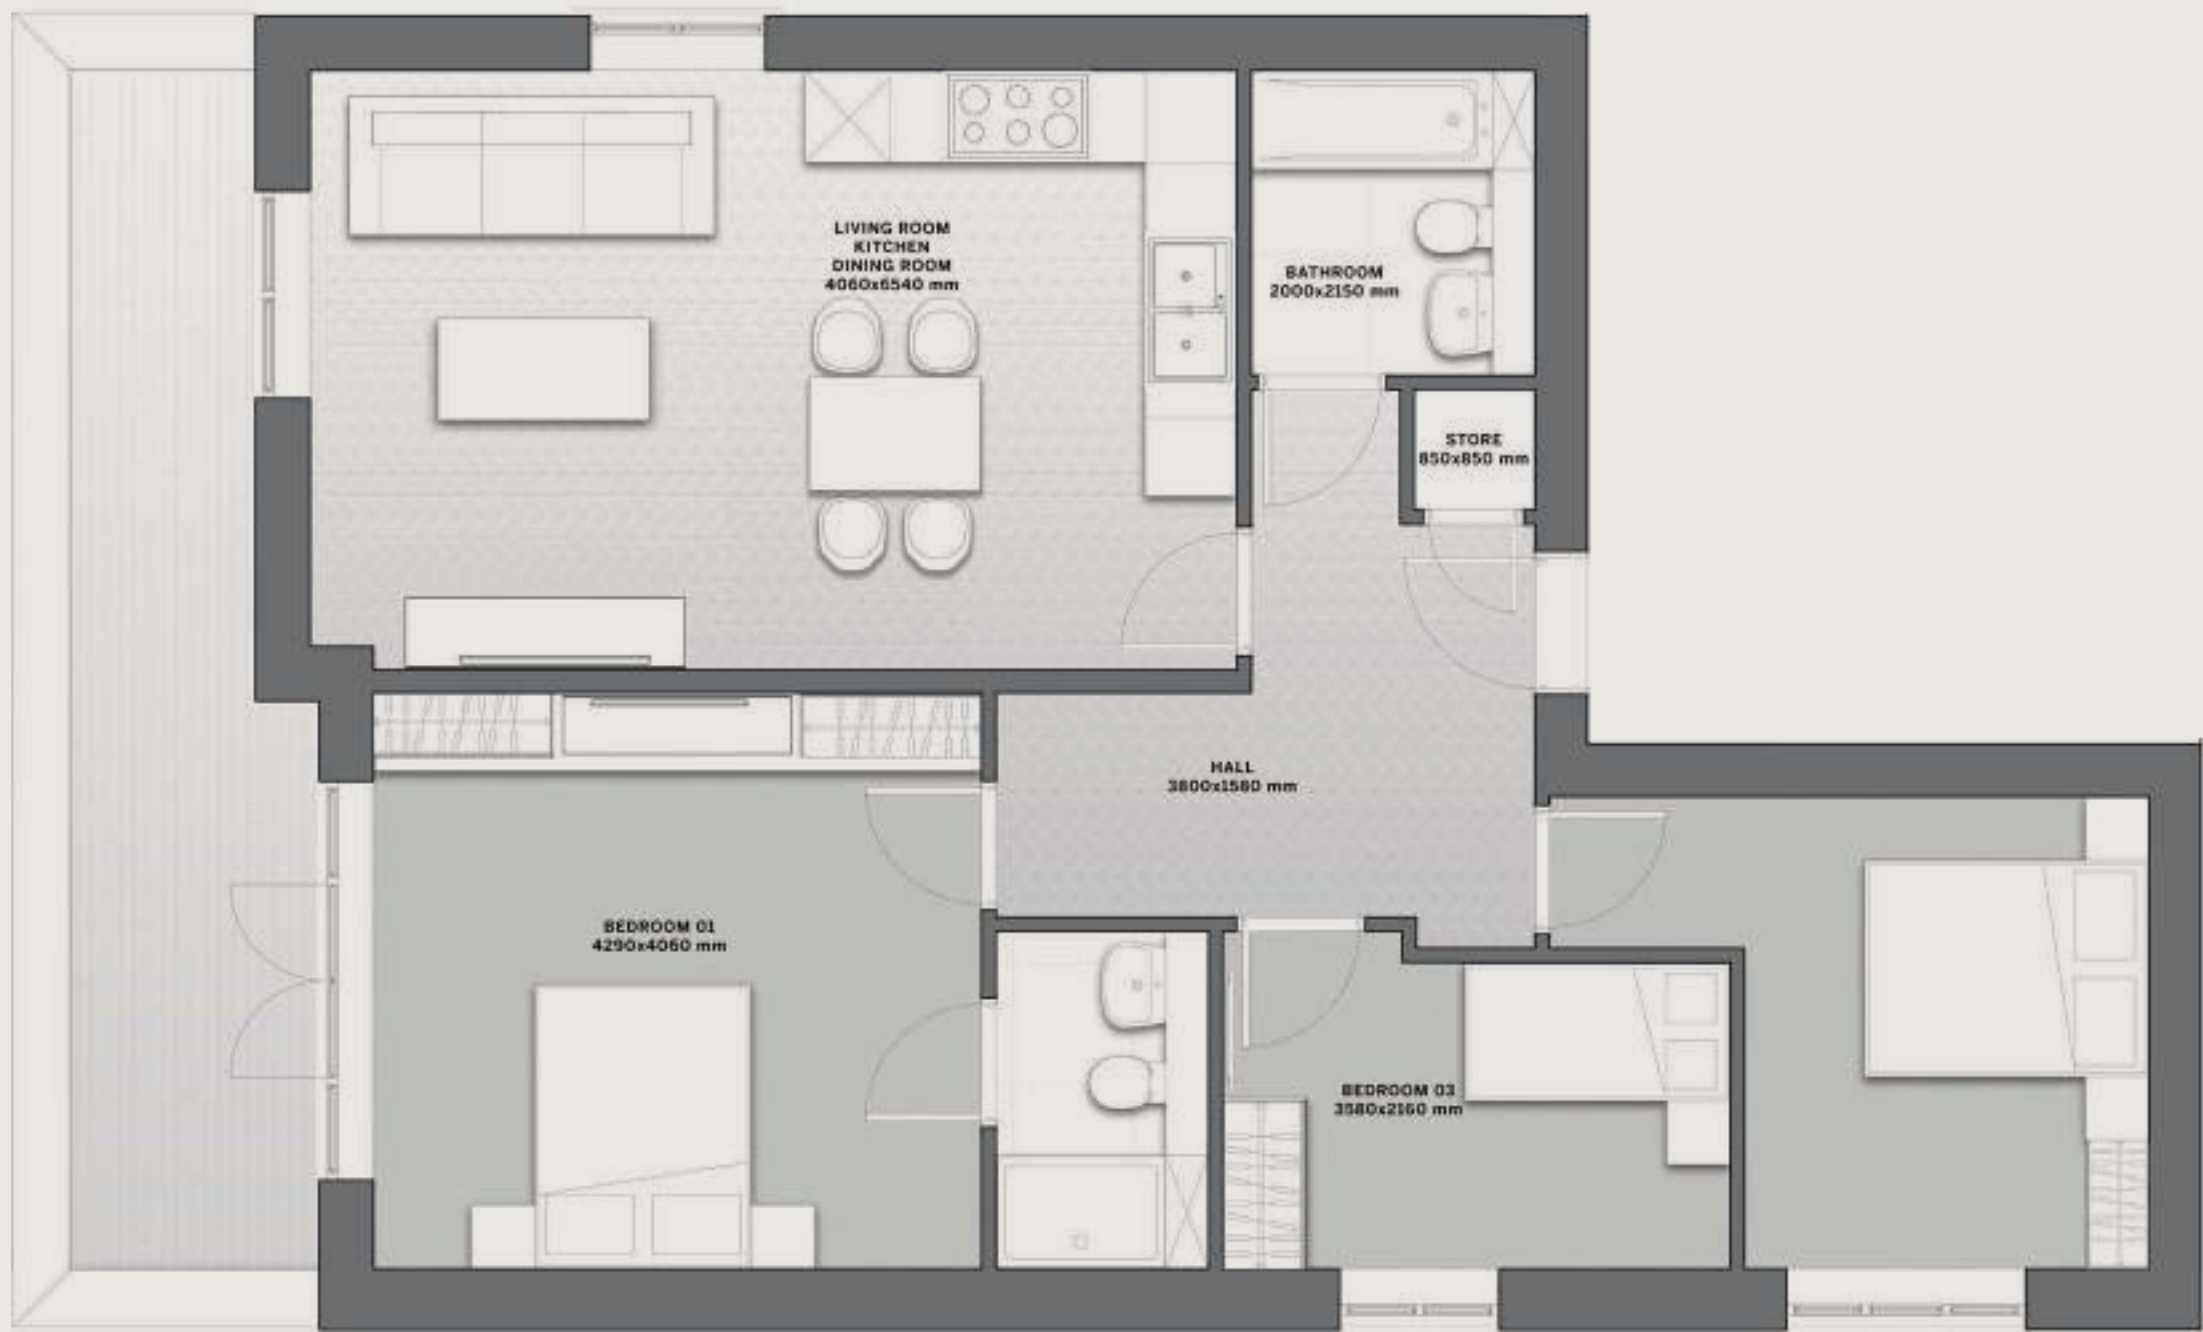 LIVING ROOM
KITCHEN
DINING ROOM
4060x6540 mm
BATHROOM
2000x2150 mm
STORE
850x850 mm
HALL
3800x1580 mm
BEDROOM 01
4290x4060 mm
BEDROOM 03
3580x2160 mm